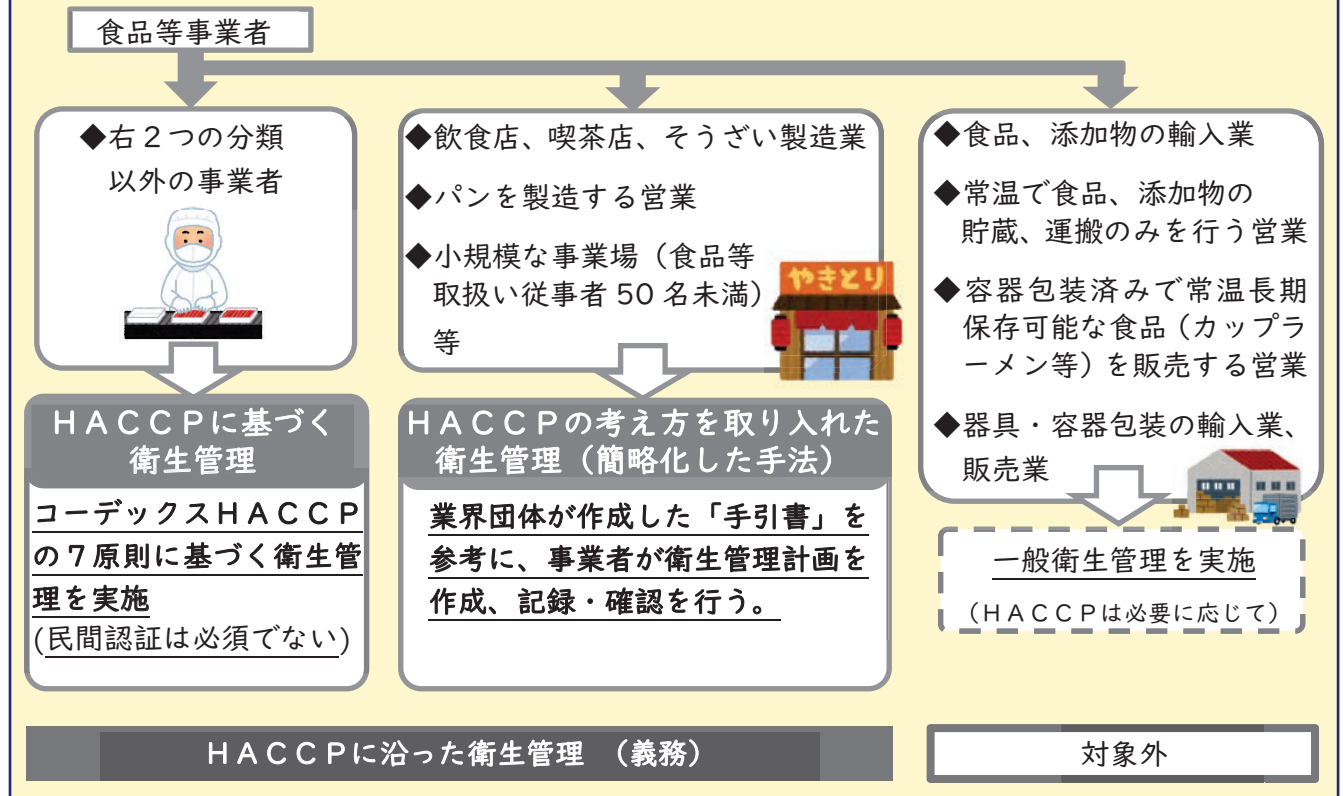 食品等事業者
◆右2つの分類
以外の事業者
HACCPに基づく
衛生管理
コーデックスHACCP
の7原則に基づく衛生管
理を実施
(民間認証は必須でない)
◆飲食店、喫茶店、そうざい製造業
◆パンを製造する営業
◆小規模な事業場（食品等
取扱い従事者50名未満）
等
やきとり
HACCPの考え方を取り入れた
衛生管理（簡略化した手法）
業界団体が作成した「手引書」を
参考に、事業者が衛生管理計画を
作成、記録・確認を行う。
◆食品、添加物の輸入業
◆常温で食品、添加物の
貯蔵、運搬のみを行う営業
◆容器包装済みで常温長期
保存可能な食品（カップラ
ーメン等）を販売する営業
◆器具・容器包装の輸入業、
販売業
一般衛生管理を実施
（HACCPは必要に応じて）
HACCPに沿った衛生管理　（義務）
対象外